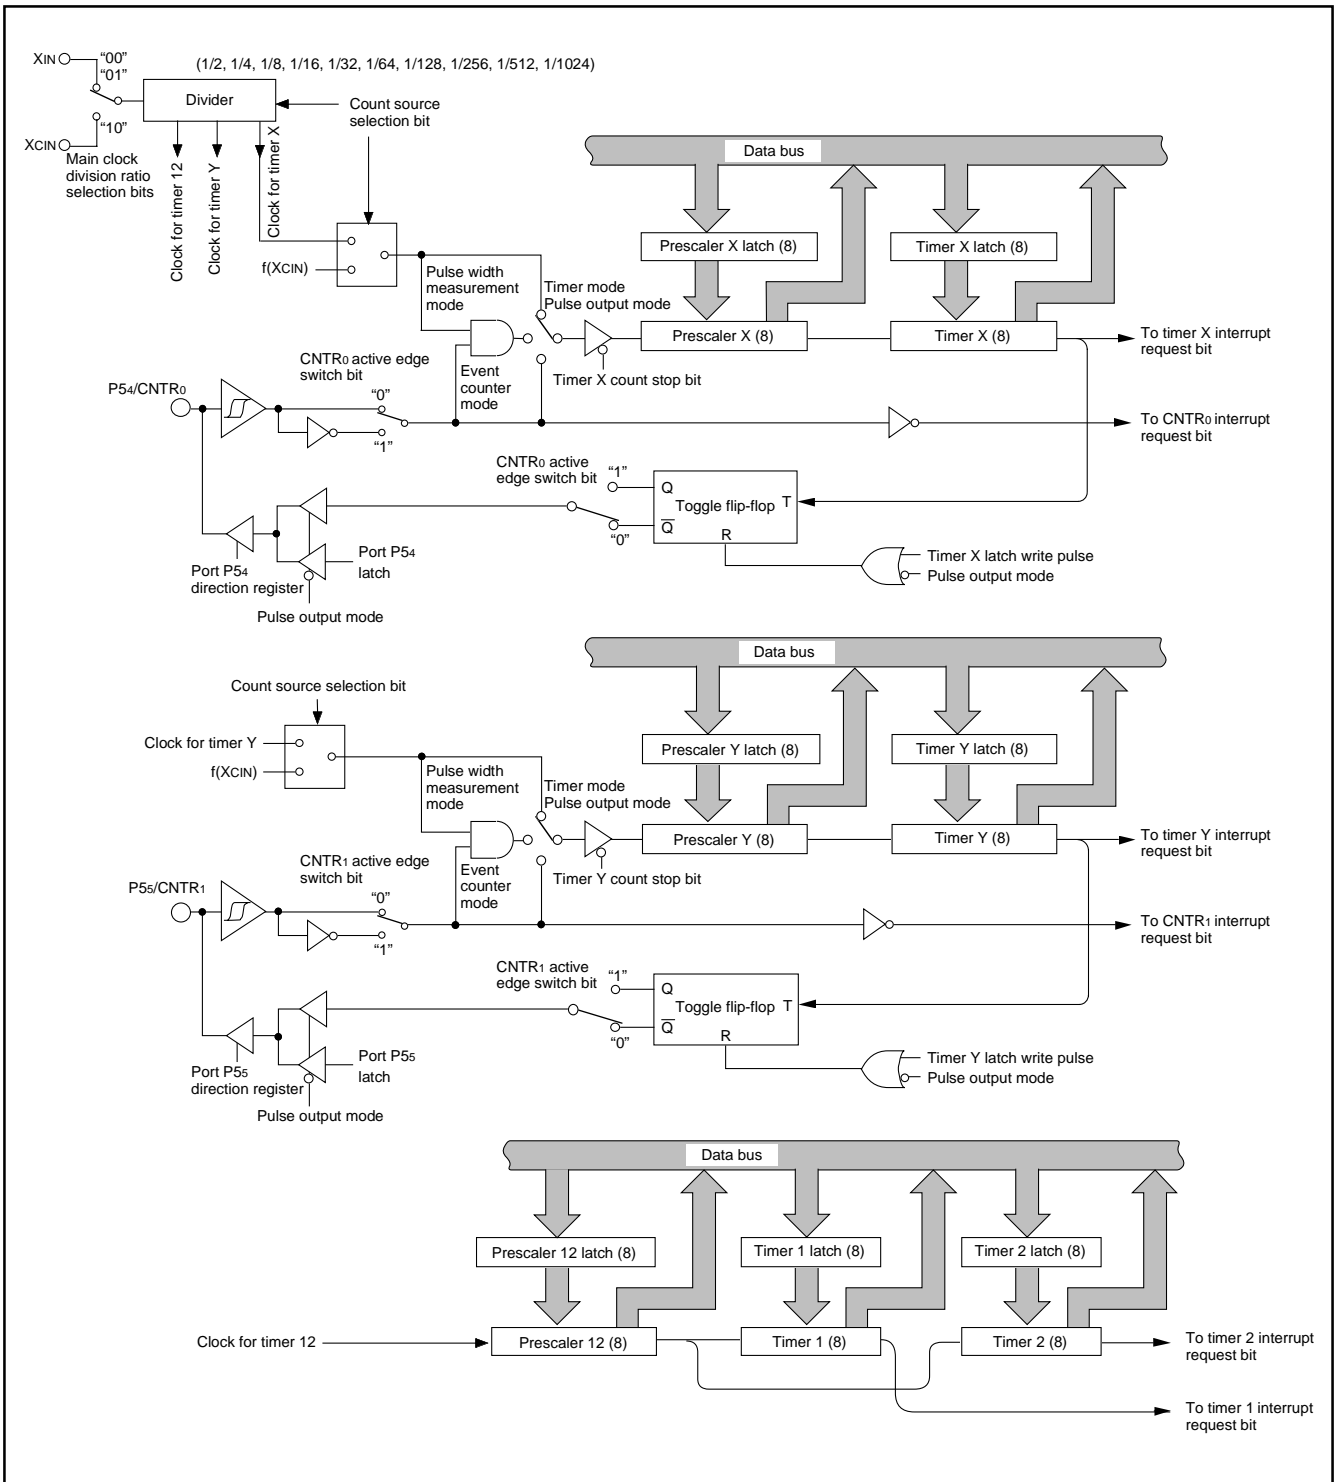 XIN
“00”
“01”
(1/2, 1/4, 1/8, 1/16, 1/32, 1/64, 1/128, 1/256, 1/512, 1/1024)
Divider
Count source
selection bit
“10”
XCIN
Main clock
division ratio
selection bits
Clock for timer 12
Clock for timer Y
Clock for timer X
f(XCIN)
Data bus
Prescaler X latch (8)
Timer X latch (8)
Pulse width
measurement
mode
Timer mode
Pulse output mode
Prescaler X (8)
Timer X (8)
To timer X interrupt
request bit
CNTR0 active edge
switch bit
Event
counter
mode
Timer X count stop bit
P54/CNTR0
“0”
“1”
To CNTR0 interrupt
request bit
CNTR0 active
edge switch bit
“1”
“0”
Q
Toggle flip-flop
T
Q
R
Port P54
direction register
Port P54
latch
Pulse output mode
Timer X latch write pulse
Pulse output mode
Data bus
Count source selection bit
Clock for timer Y
f(XCIN)
Prescaler Y latch (8)
Timer Y latch (8)
Pulse width
measurement
mode
Timer mode
Pulse output mode
Prescaler Y (8)
Timer Y (8)
To timer Y interrupt
request bit
CNTR1 active edge
switch bit
Event
counter
mode
Timer Y count stop bit
P55/CNTR1
“0”
“1”
To CNTR1 interrupt
request bit
CNTR1 active
edge switch bit
“1”
“0”
Q
Toggle flip-flop
T
Q
R
Port P55
direction register
Port P55
latch
Pulse output mode
Timer Y latch write pulse
Pulse output mode
Data bus
Prescaler 12 latch (8)
Timer 1 latch (8)
Timer 2 latch (8)
Clock for timer 12
Prescaler 12 (8)
Timer 1 (8)
Timer 2 (8)
To timer 2 interrupt
request bit
To timer 1 interrupt
request bit